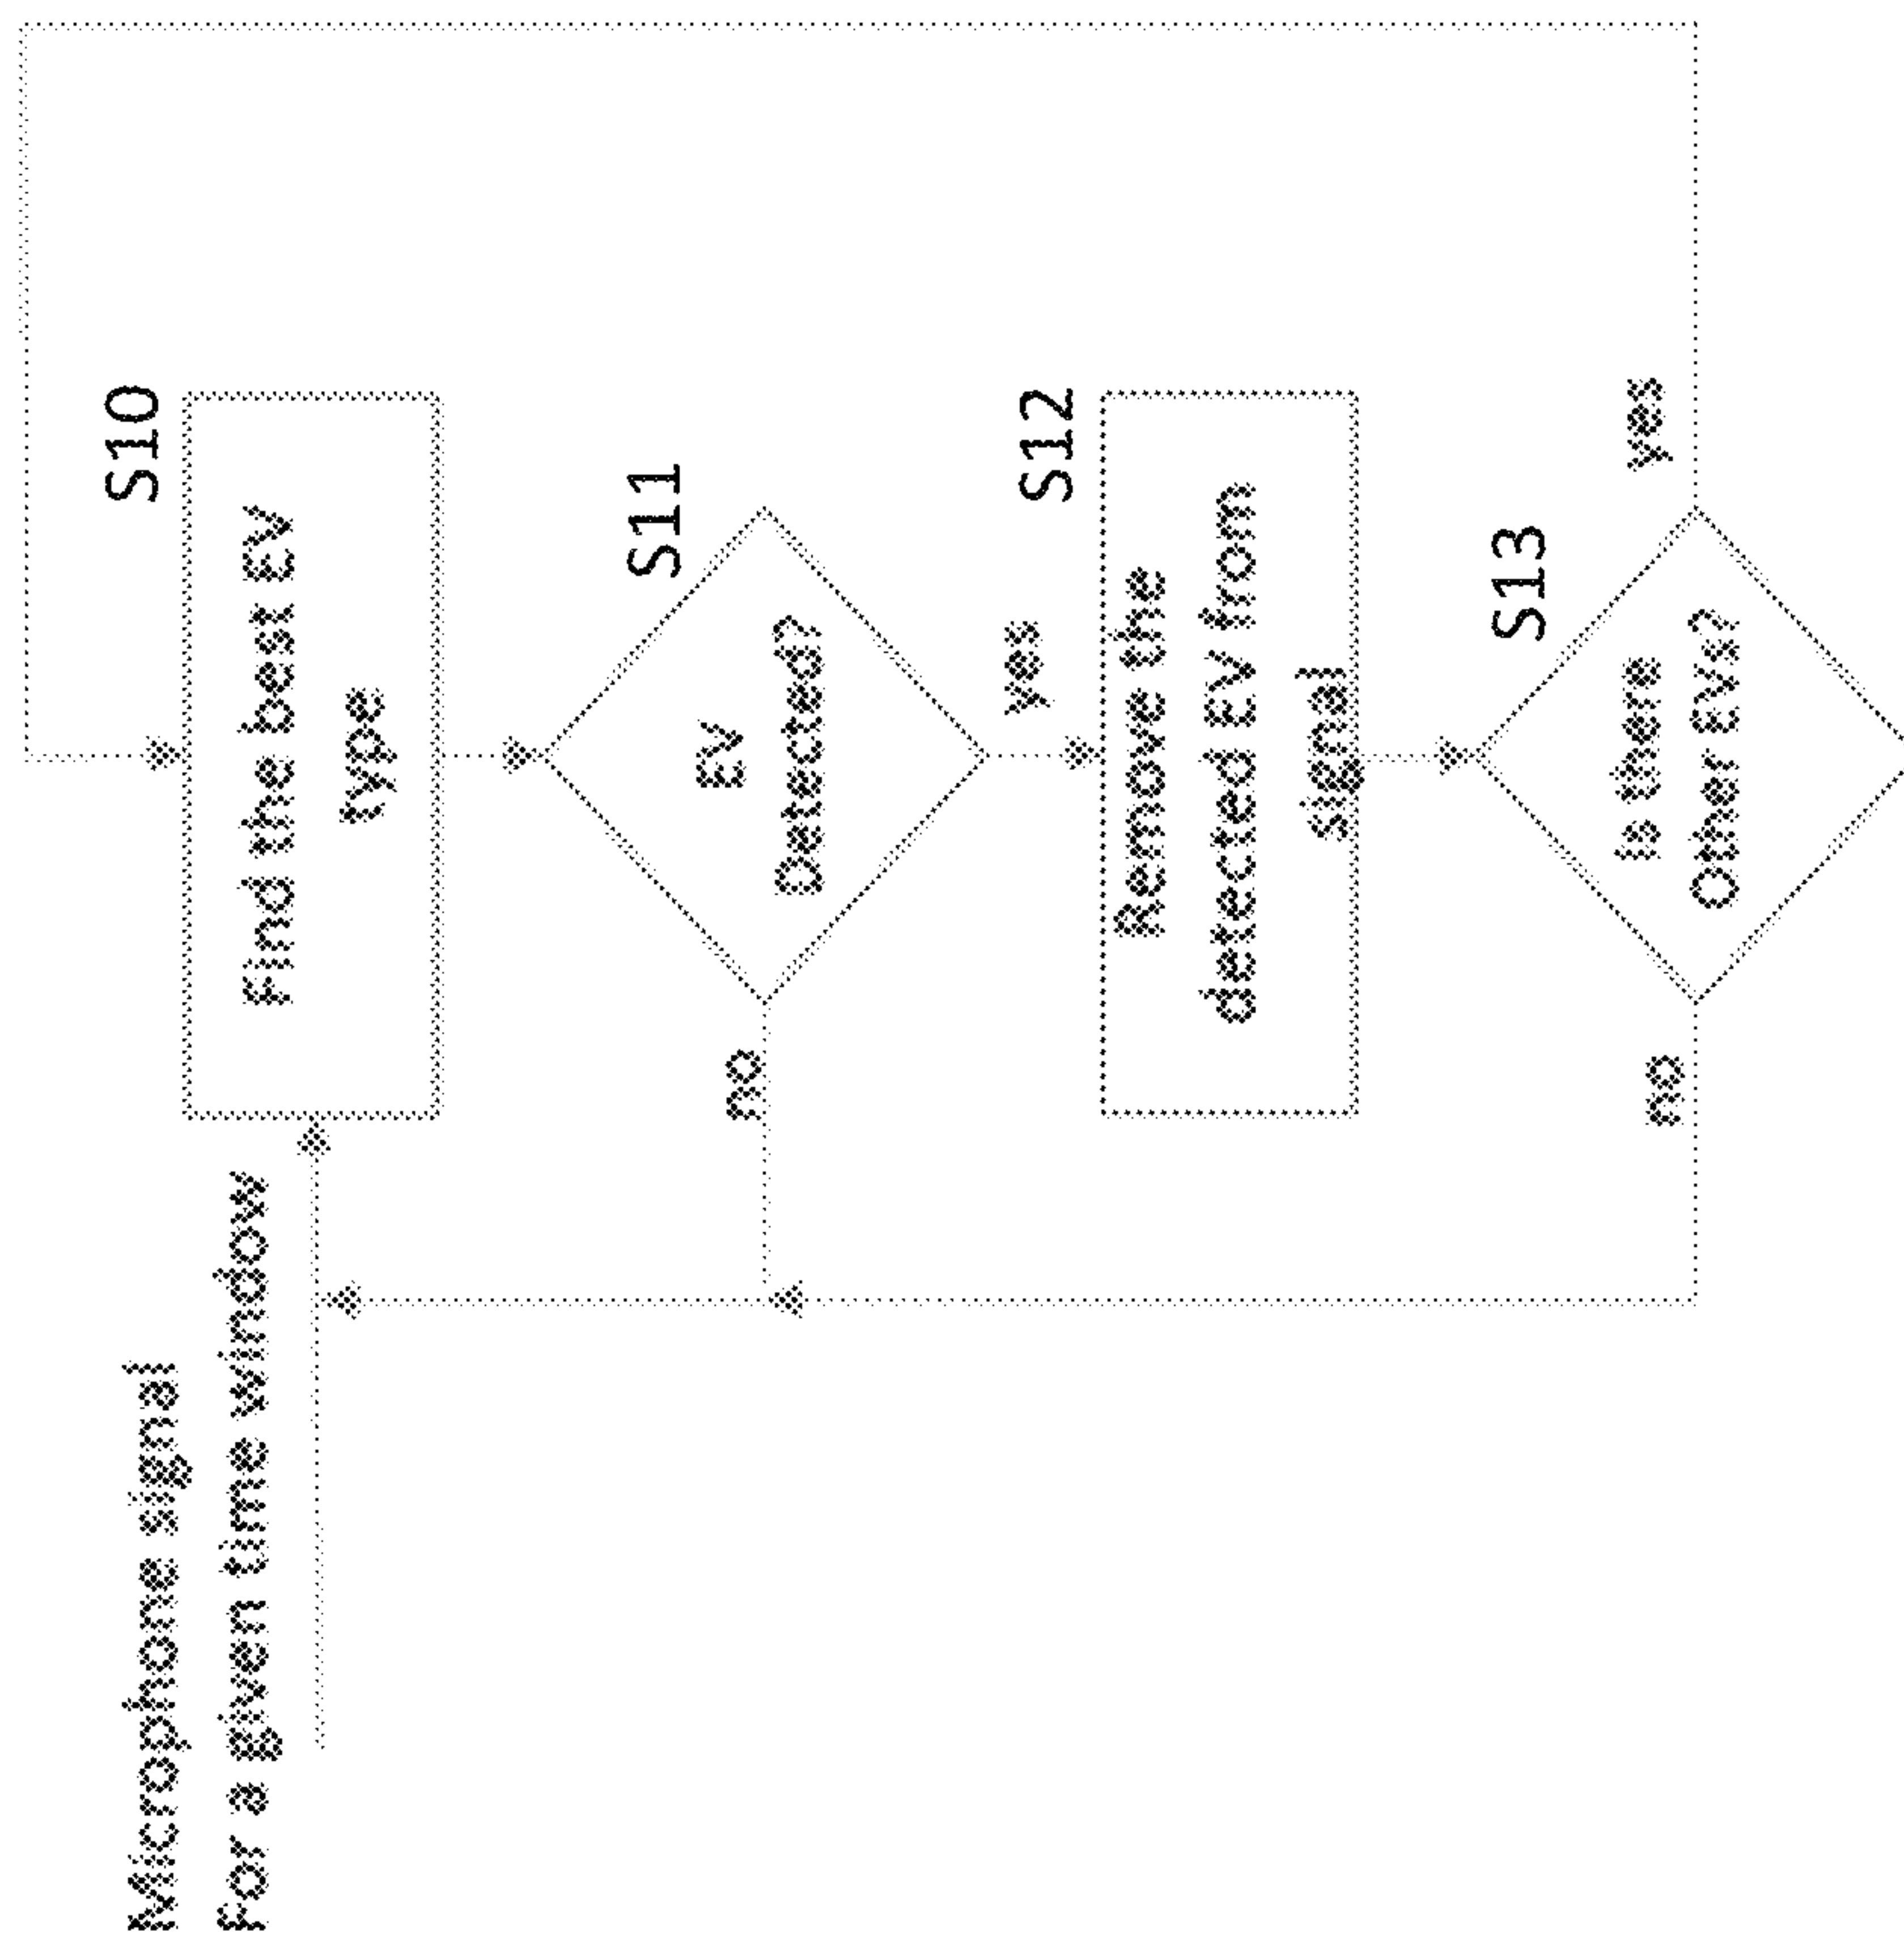 Microphone signal
For a given time window
S10
Find the best EV
type
S11
EV
Detected?
no
yes
S12
Remove the
detected EV from
signal
S13
Is there
Other EVs?
no
yes